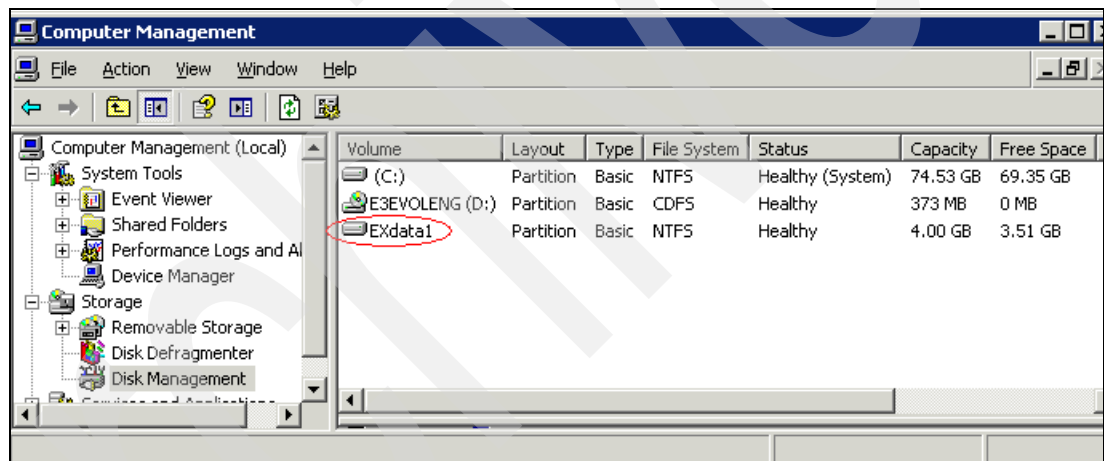 Computer Management
File Action View Window Help
Computer Management (Local)
System Tools
Event Viewer
Shared Folders
Performance Logs and Al
Device Manager
Storage
Removable Storage
Disk Defragmenter
Disk Management
Services and Applications
Volume Layout Type File System Status Capacity Free Space
(C:) Partition Basic NTFS Healthy (System) 74.53 GB 69.35 GB
E3EVOLENG (D:) Partition Basic CDFS Healthy 373 MB 0 MB
EXdata1 Partition Basic NTFS Healthy 4.00 GB 3.51 GB